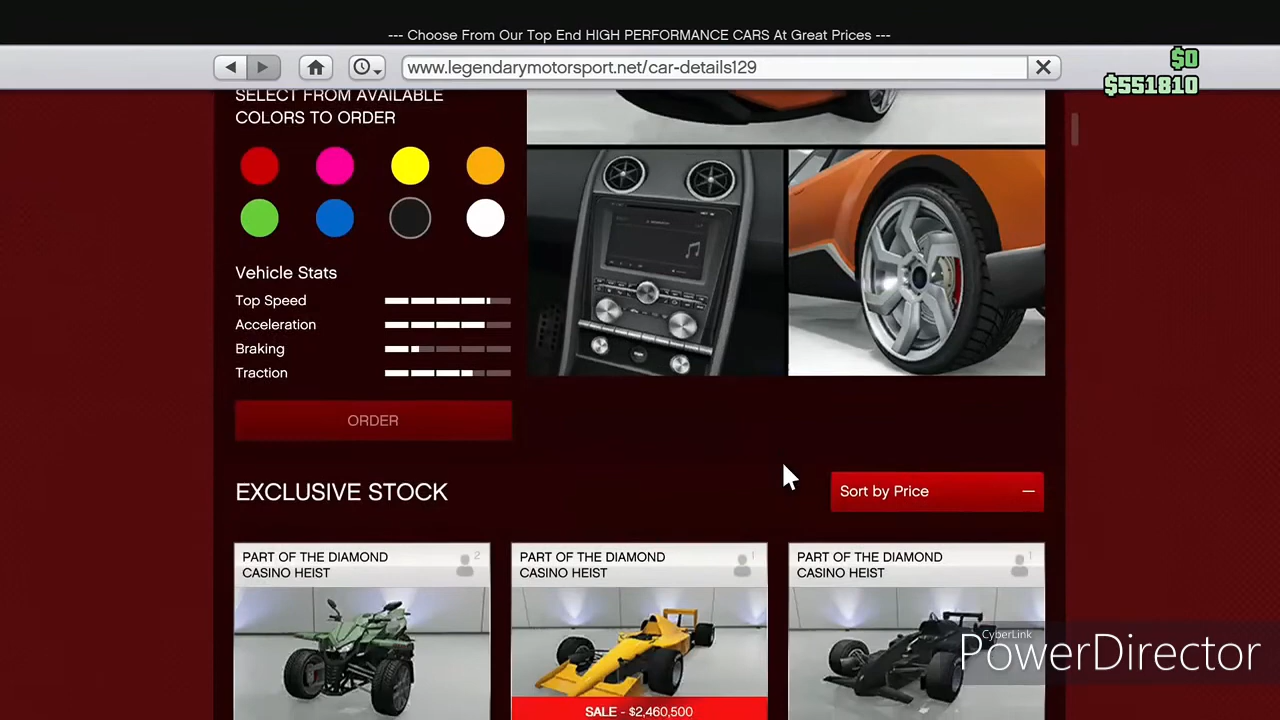 --- Choose From Our Top End HIGH PERFORMANCE CARS At Great Prices ---
www.legendarymotorsport.net/car-details129
$0
$551810
SELECT FROM AVAILABLE
COLORS TO ORDER
Vehicle Stats
Top Speed
Acceleration
Braking
Traction
ORDER
EXCLUSIVE STOCK
Sort by Price
PART OF THE DIAMOND
CASINO HEIST
2
PART OF THE DIAMOND
CASINO HEIST
1
PART OF THE DIAMOND
CASINO HEIST
1
SALE - $2,460,500
CyberLink
PowerDirector